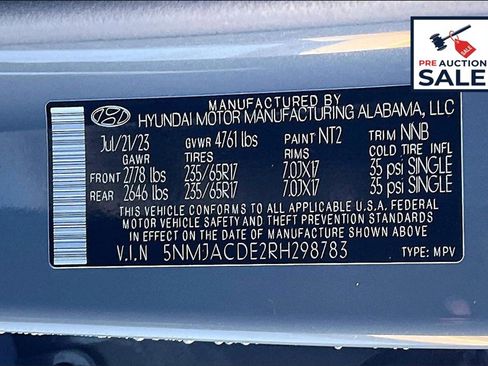 PRE AUCTION
SALE
MANUFACTURED BY
HYUNDAI MOTOR MANUFACTURING ALABAMA, LLC
Jul/21/23 GVWR 4761 lbs PAINT NT2 TRIM NNB
GAWR TIRES RIMS COLD TIRE INFL
FRONT 2778 lbs 235/65R17 7.0JX17 35 psi SINGLE
REAR 2646 lbs 235/65R17 7.0JX17 35 psi SINGLE
THIS VEHICLE CONFORMS TO ALL APPLICABLE U.S.A. FEDERAL
MOTOR VEHICLE SAFETY AND THEFT PREVENTION STANDARDS
IN EFFECT ON THE DATE OF MANUFACTURE SHOWN ABOVE.
V.I.N 5NMJACDE2RH298783 TYPE: MPV